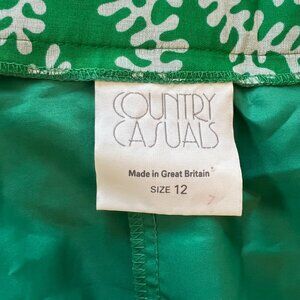 COUNTRY
CASUALS
Made in Great Britain
SIZE 12